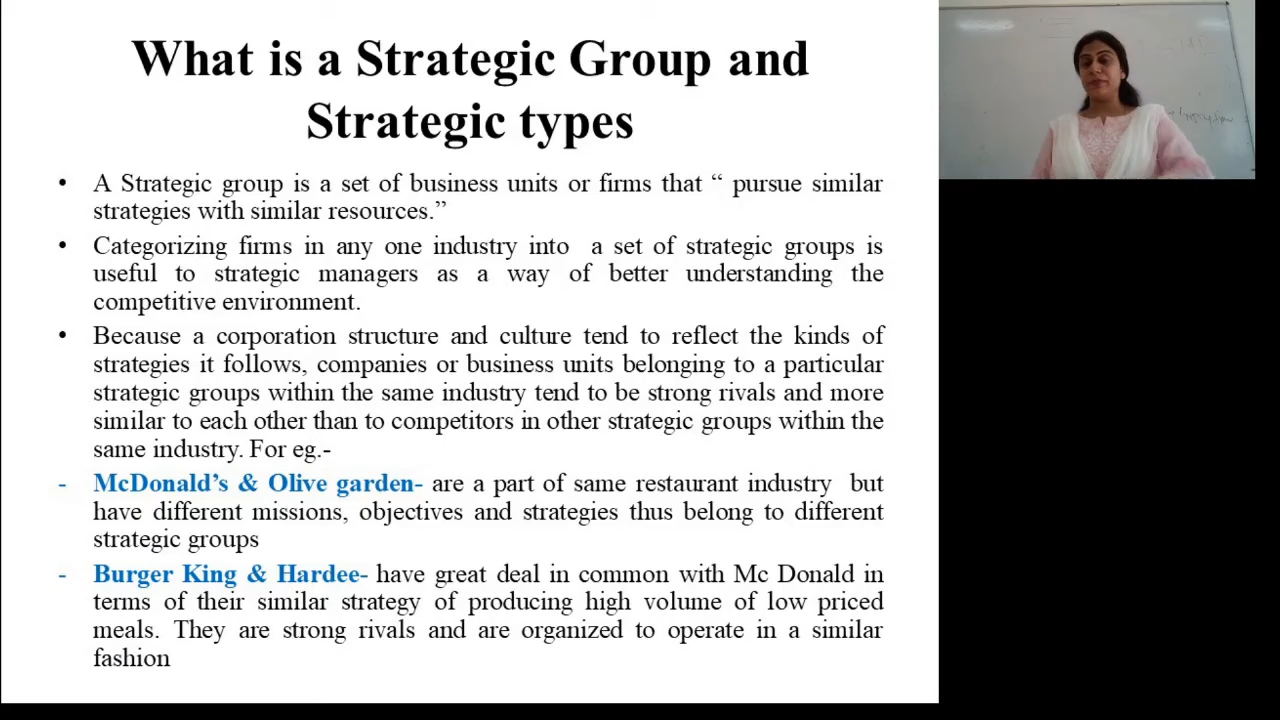 What is a Strategic Group and
Strategic types
• A Strategic group is a set of business units or firms that “ pursue similar
strategies with similar resources.”
• Categorizing firms in any one industry into a set of strategic groups is
useful to strategic managers as a way of better understanding the
competitive environment.
• Because a corporation structure and culture tend to reflect the kinds of
strategies it follows, companies or business units belonging to a particular
strategic groups within the same industry tend to be strong rivals and more
similar to each other than to competitors in other strategic groups within the
same industry. For eg.-
- McDonald’s & Olive garden- are a part of same restaurant industry but
have different missions, objectives and strategies thus belong to different
strategic groups
- Burger King & Hardee- have great deal in common with Mc Donald in
terms of their similar strategy of producing high volume of low priced
meals. They are strong rivals and are organized to operate in a similar
fashion